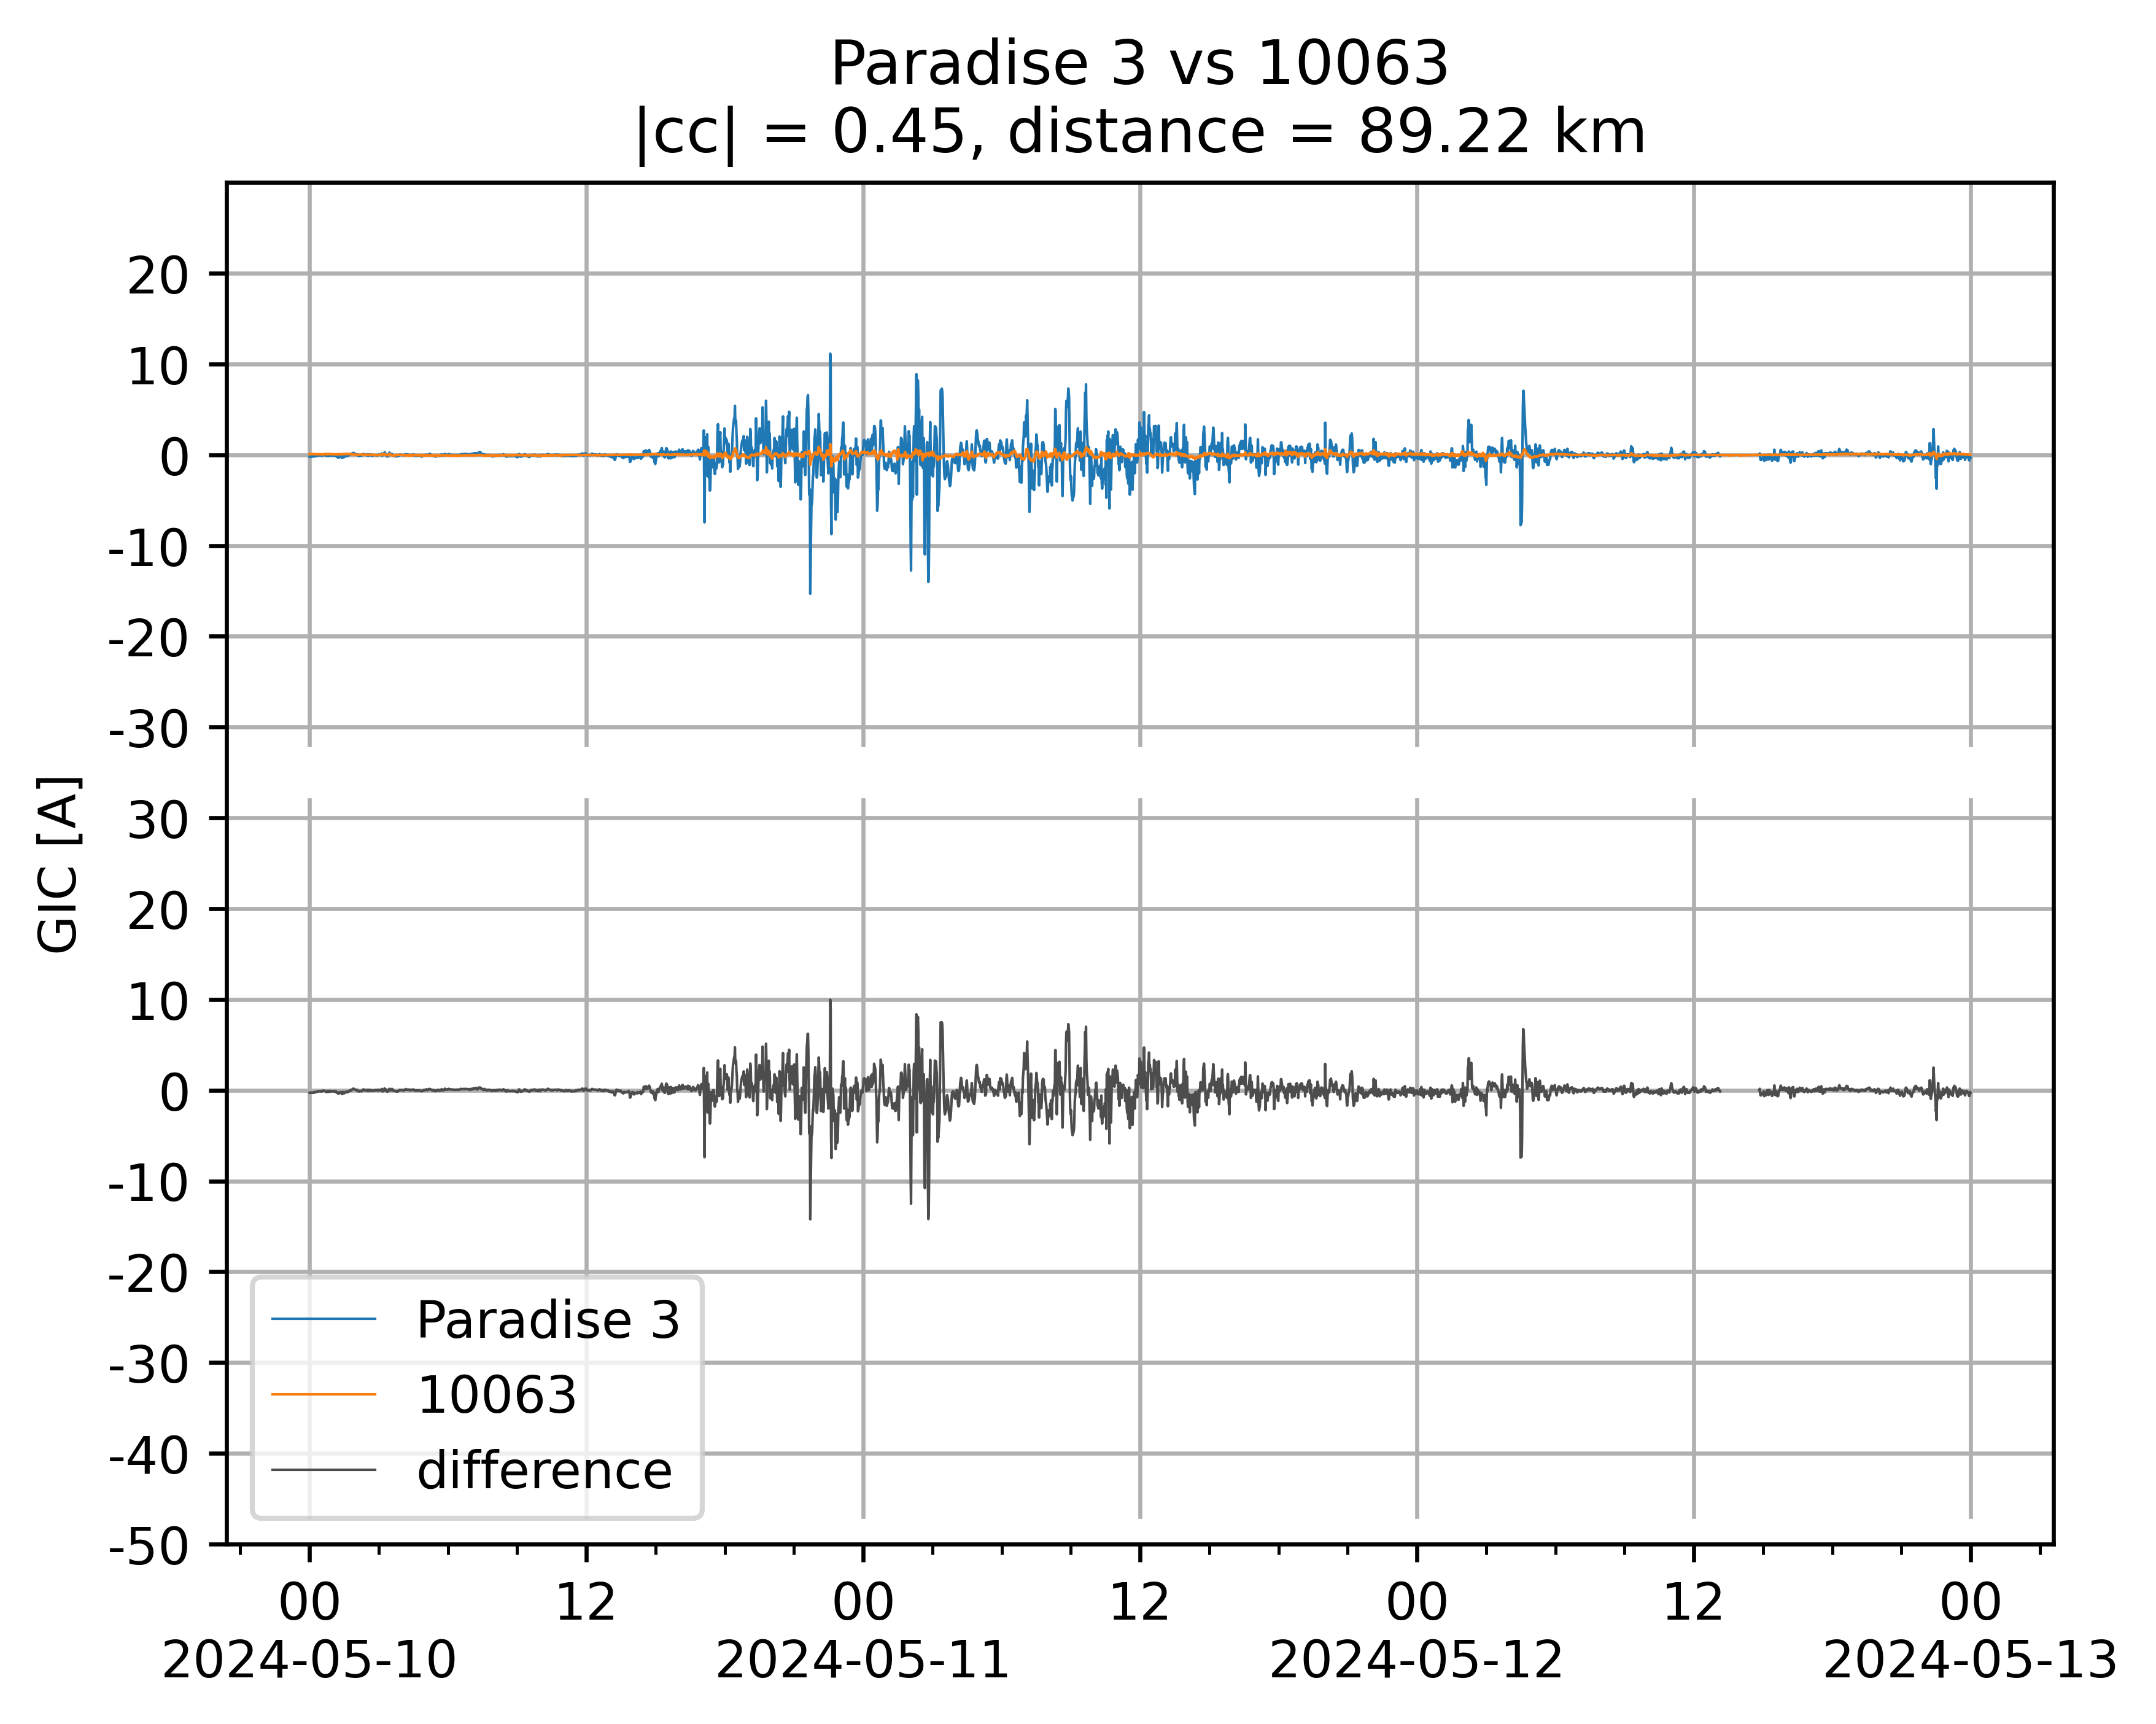 Paradise 3 vs 10063
|cc| = 0.45, distance = 89.22 km
GIC [A]
20
10
0
-10
-20
-30
30
20
10
0
-10
-20
-30
-40
-50
Paradise 3
10063
difference
00 12 00 12 00 12 00
2024-05-10 2024-05-11 2024-05-12 2024-05-13